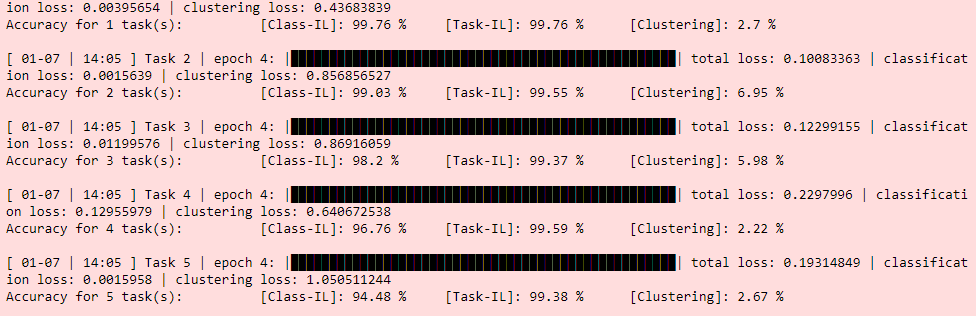 ion loss: 0.00395654 | clustering loss: 0.43683839
Accuracy for 1 task(s): [Class-IL]: 99.76 % [Task-IL]: 99.76 % [Clustering]: 2.7 %
[ 01-07 | 14:05 ] Task 2 | epoch 4: | | total loss: 0.10083363 | classificat
ion loss: 0.0015639 | clustering loss: 0.856856527
Accuracy for 2 task(s): [Class-IL]: 99.03 % [Task-IL]: 99.55 % [Clustering]: 6.95 %
[ 01-07 | 14:05 ] Task 3 | epoch 4: | | total loss: 0.12299155 | classificat
ion loss: 0.01199576 | clustering loss: 0.86916059
Accuracy for 3 task(s): [Class-IL]: 98.2 % [Task-IL]: 99.37 % [Clustering]: 5.98 %
[ 01-07 | 14:05 ] Task 4 | epoch 4: | | total loss: 0.2297996 | classificati
on loss: 0.12955979 | clustering loss: 0.640672538
Accuracy for 4 task(s): [Class-IL]: 96.76 % [Task-IL]: 99.59 % [Clustering]: 2.22 %
[ 01-07 | 14:05 ] Task 5 | epoch 4: | | total loss: 0.19314849 | classificat
ion loss: 0.0015958 | clustering loss: 1.050511244
Accuracy for 5 task(s): [Class-IL]: 94.48 % [Task-IL]: 99.38 % [Clustering]: 2.67 %